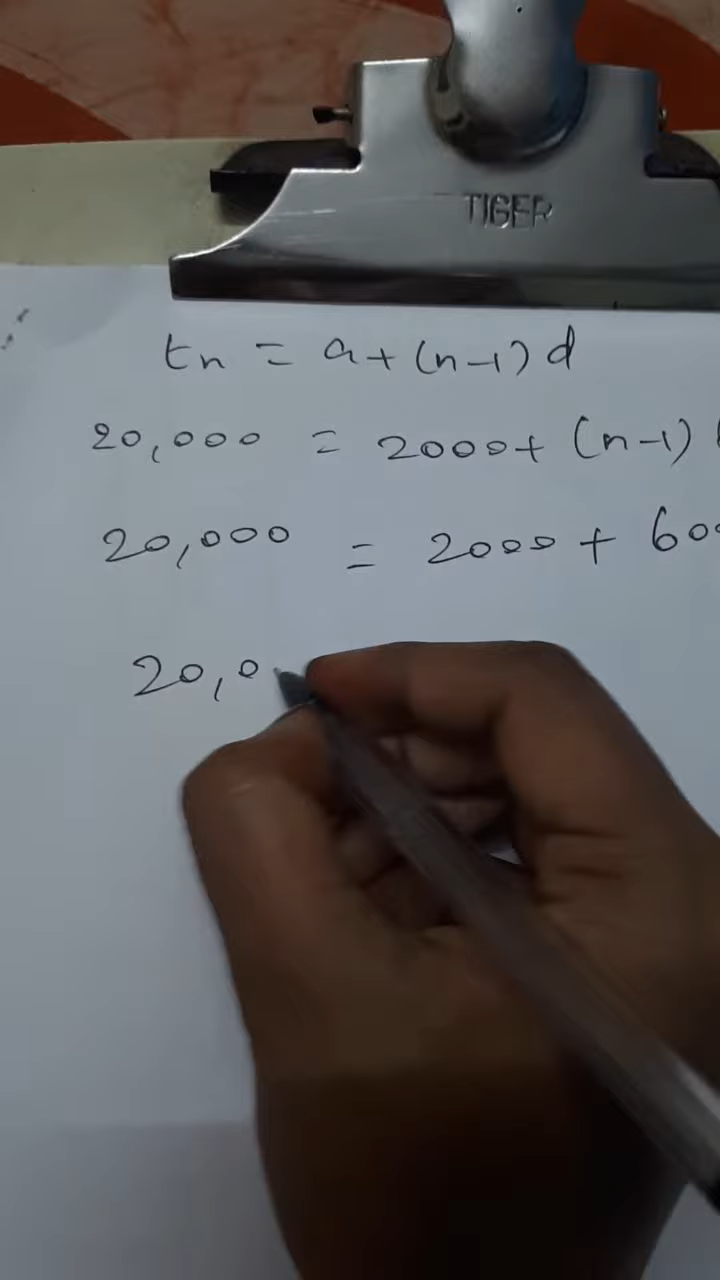 TIGER
tn = a+(n-1)d
20,000 = 2000+ (n-1)
20,000 = 2000 + 60
20,0